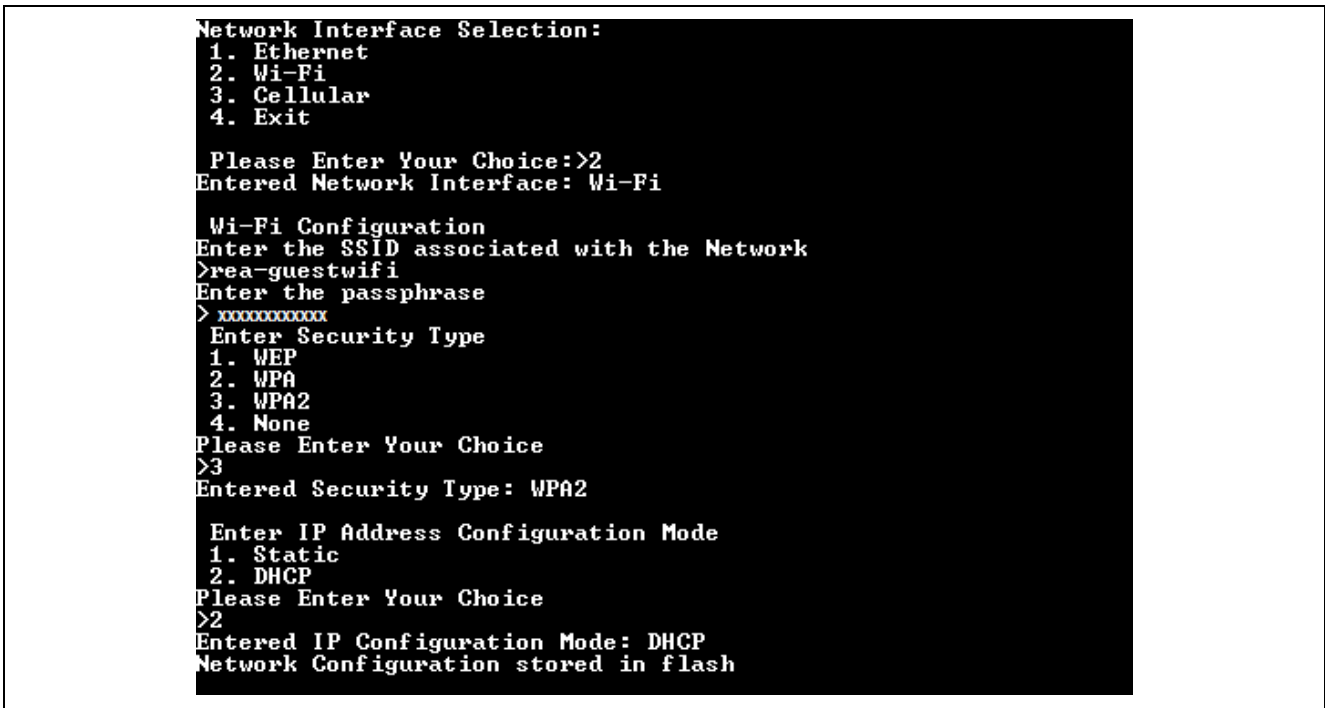 Network Interface Selection:
1. Ethernet
2. Wi-Fi
3. Cellular
4. Exit
Please Enter Your Choice:>2
Entered Network Interface: Wi-Fi
Wi-Fi Configuration
Enter the SSID associated with the Network
>rea-guestwifi
Enter the passphrase
> xxxxxxxxxxxx
Enter Security Type
1. WEP
2. WPA
3. WPA2
4. None
Please Enter Your Choice
>3
Entered Security Type: WPA2
Enter IP Address Configuration Mode
1. Static
2. DHCP
Please Enter Your Choice
>2
Entered IP Configuration Mode: DHCP
Network Configuration stored in flash